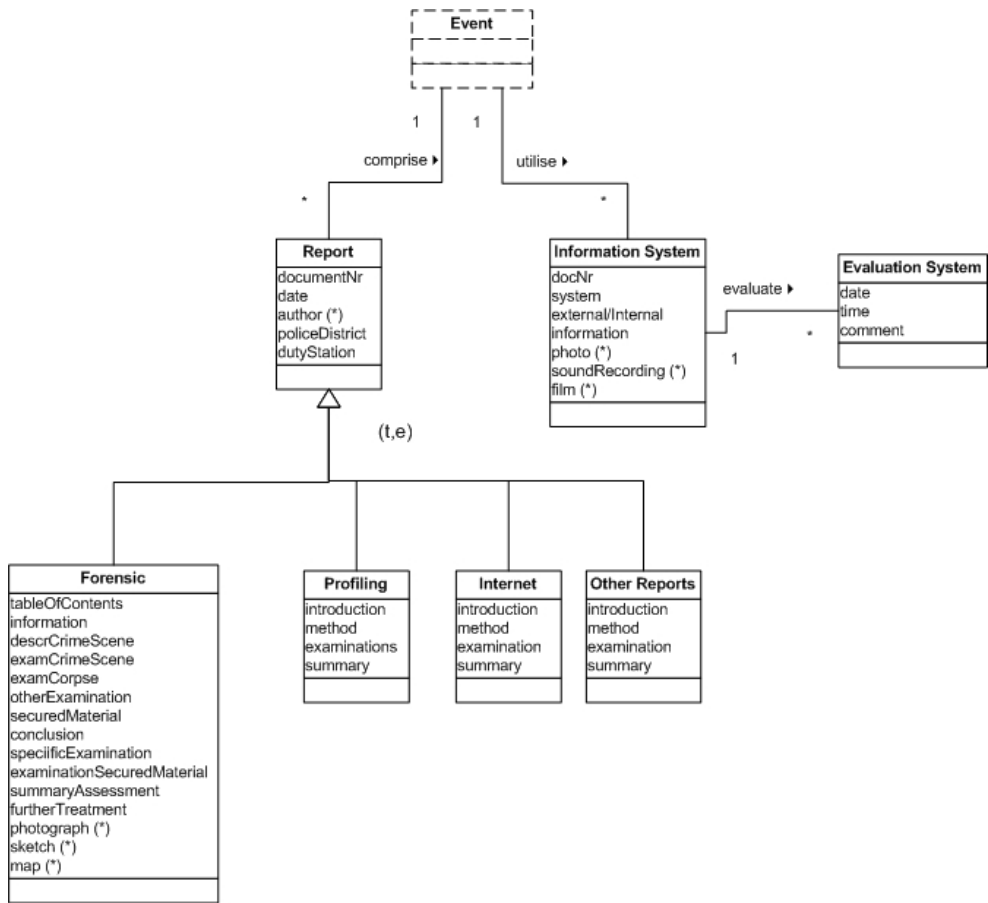 Event
1
1
comprise ▸
utilise ▸
*
*
Report
documentNr
date
author (*)
policeDistrict
dutyStation
Information System
docNr
system
external/Internal
information
photo (*)
soundRecording (*)
film (*)
evaluate ▸
1
*
Evaluation System
date
time
comment
(t,e)
Forensic
tableOfContents
information
descrCrimeScene
examCrimeScene
examCorpse
otherExamination
securedMaterial
conclusion
speciificExamination
examinationSecuredMaterial
summaryAssessment
furtherTreatment
photograph (*)
sketch (*)
map (*)
Profiling
introduction
method
examinations
summary
Internet
introduction
method
examination
summary
Other Reports
introduction
method
examination
summary